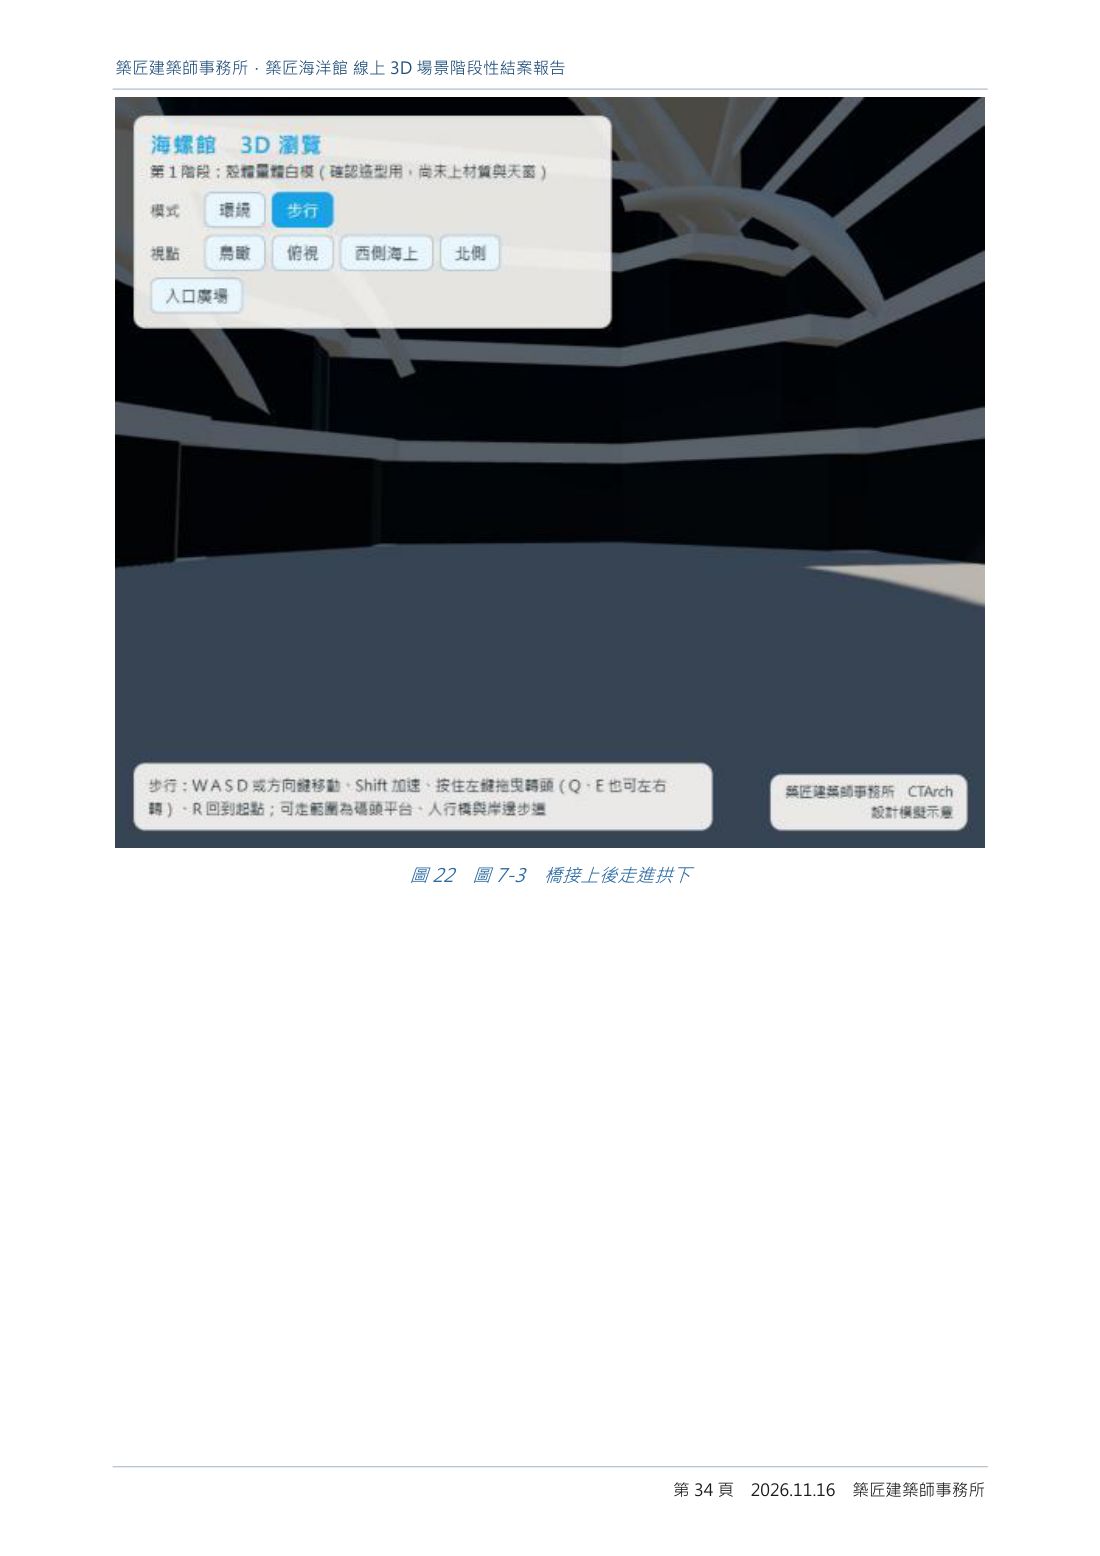 築匠建築師事務所．築匠海洋館 線上 3D 場景階段性結案報告
海螺館　3D 瀏覽
第 1 階段：殼體量體白模（確認造型用，尚未上材質與天窗）
模式　環繞　步行
視點　鳥瞰　俯視　西側海上　北側
入口廣場
步行：W A S D 或方向鍵移動、Shift 加速、按住左鍵拖曳轉頭（Q、E 也可左右
轉）、R 回到起點；可走範圍為碼頭平台、人行橋與岸邊步道
築匠建築師事務所　CTArch
設計模擬示意
圖 22　圖 7-3　橋接上後走進拱下
第 34 頁　2026.11.16　築匠建築師事務所